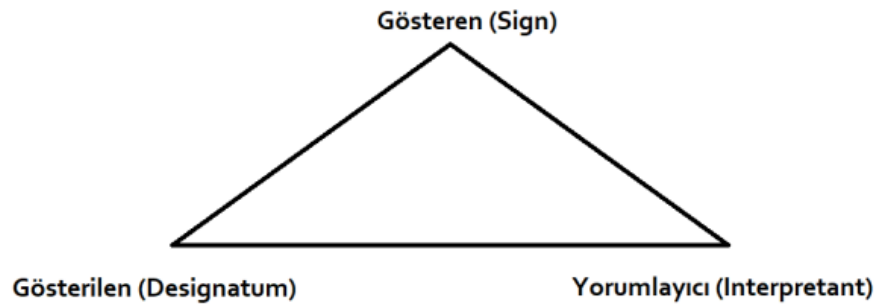 Gösteren (Sign)
Gösterilen (Designatum)
Yorumlayıcı (Interpretant)